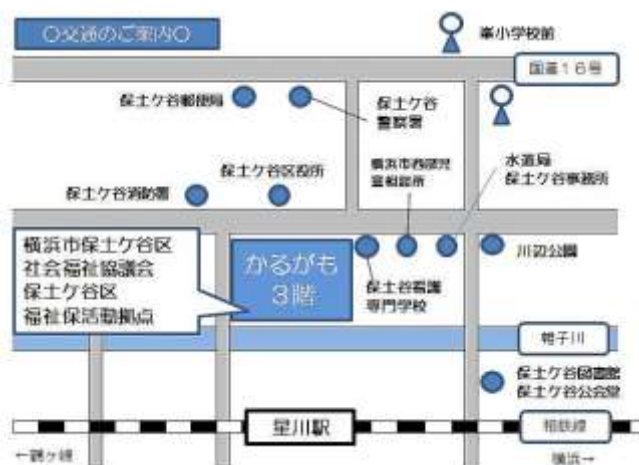 〇交通のご案内〇
峯小学校前
国道16号
保土ケ谷郵便局
保土ケ谷
警察署
横浜市西部児
童相談所
水道局
保土ケ谷事務所
保土ケ谷区役所
保土ケ谷消防署
横浜市保土ケ谷区
社会福祉協議会
保土ケ谷区
福祉保活動拠点
かるがも
3階
川辺公園
保土谷看護
専門学校
帷子川
保土ケ谷図書館
保土ケ谷公会堂
星川駅
相鉄線
←鶴ヶ峰
横浜→